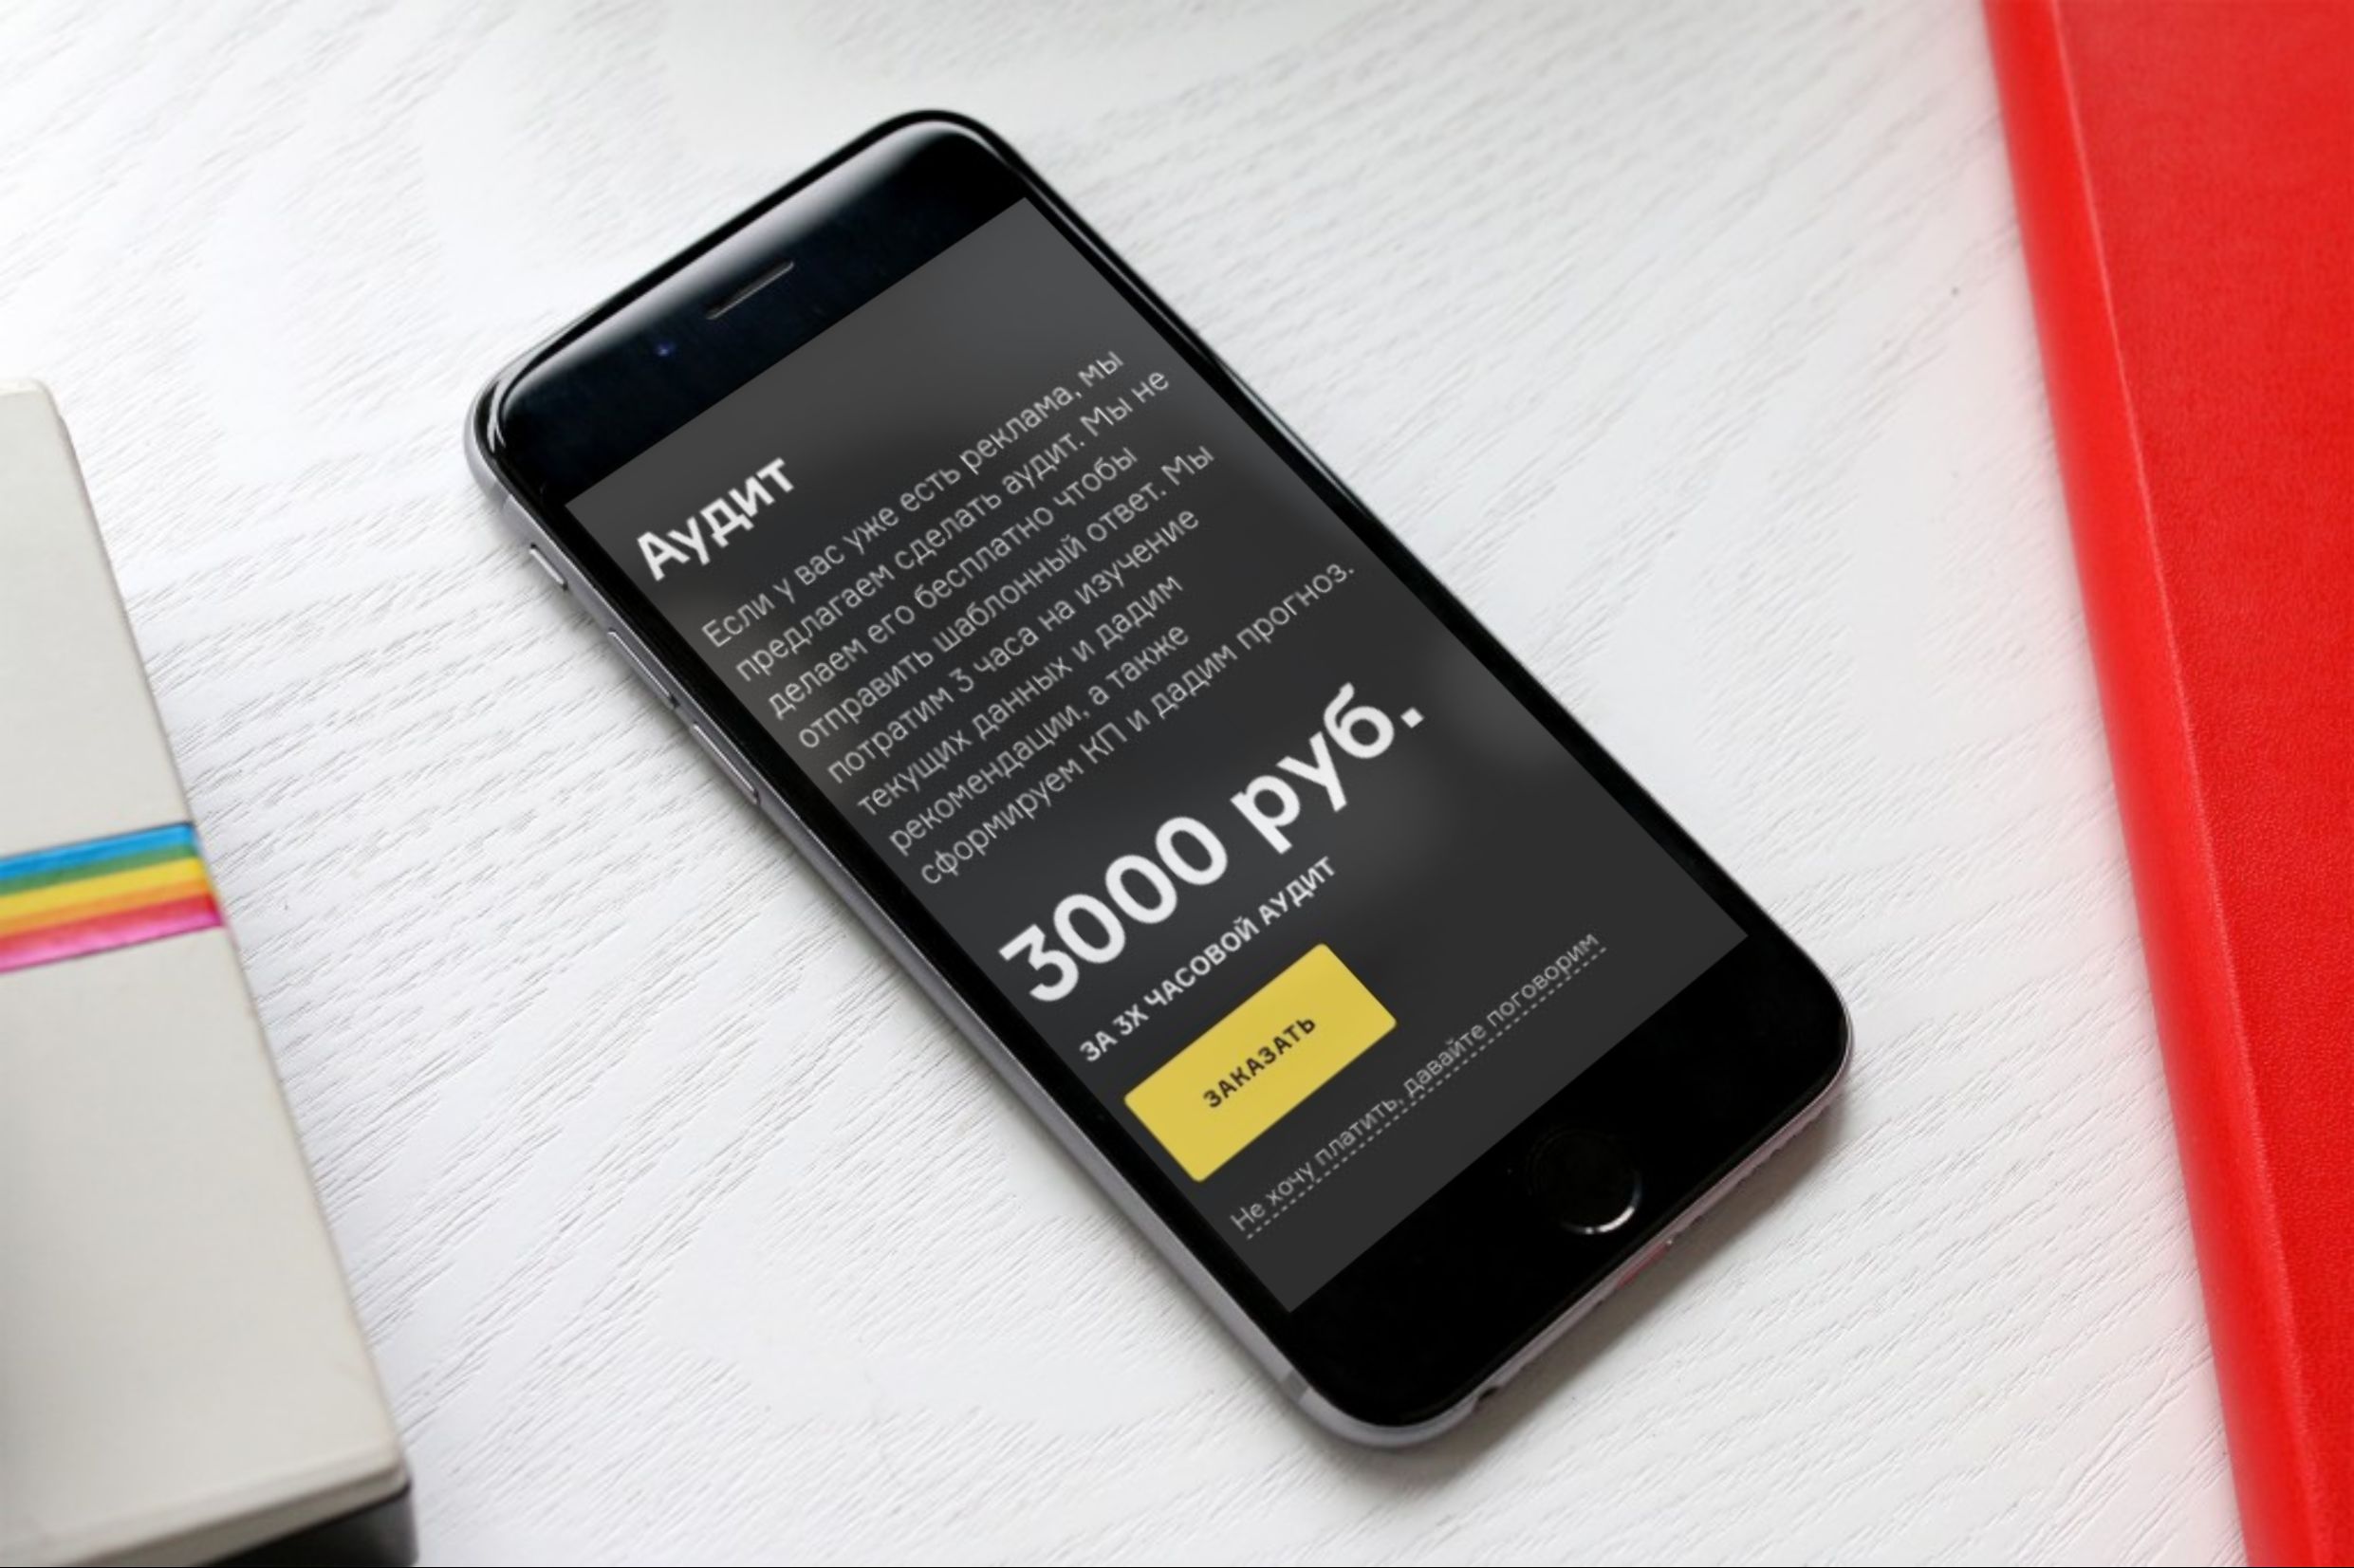 Аудит
Если у вас уже есть реклама, мы
предлагаем сделать аудит. Мы не
делаем его бесплатно чтобы
отправить шаблонный ответ. Мы
потратим 3 часа на изучение
текущих данных и дадим
рекомендации, а также
сформируем КП и дадим прогноз.
3000 руб.
ЗА 3Х ЧАСОВОЙ АУДИТ
ЗАКАЗАТЬ
Не хочу платить, давайте поговорим